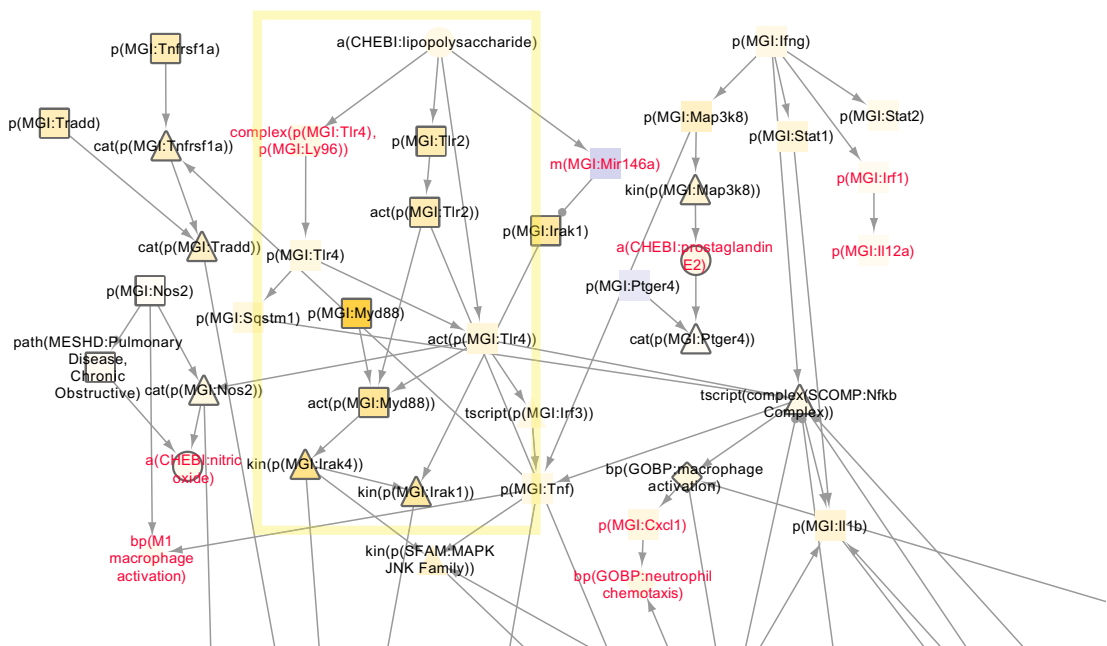 p(MGI:Tnfrsf1a)
a(CHEBI:lipopolysaccharide)
p(MGI:Ifng)
p(MGI:Tradd)
cat(p(MGI:Tnfrsf1a))
complex(p(MGI:Tlr4),
p(MGI:Ly96))
p(MGI:Tlr2)
m(MGI:Mir146a)
p(MGI:Map3k8)
p(MGI:Stat1)
p(MGI:Stat2)
kin(p(MGI:Map3k8))
p(MGI:Irf1)
cat(p(MGI:Tradd))
p(MGI:Tlr4)
act(p(MGI:Tlr2))
p(MGI:Irak1)
a(CHEBI:prostaglandin
E2)
p(MGI:Il12a)
p(MGI:Nos2)
p(MGI:Sqstm1)
p(MGI:Myd88)
act(p(MGI:Tlr4))
p(MGI:Ptger4)
cat(p(MGI:Ptger4))
path(MESHD:Pulmonary
Disease,
Chronic
Obstructive)
cat(p(MGI:Nos2))
act(p(MGI:Myd88))
tscript(p(MGI:Irf3))
tscript(complex(SCOMP:Nfkb
Complex))
a(CHEBI:nitric
oxide)
kin(p(MGI:Irak4))
kin(p(MGI:Irak1))
p(MGI:Tnf)
bp(GOBP:macrophage
activation)
p(MGI:Cxcl1)
p(MGI:Il1b)
bp(M1
macrophage
activation)
kin(p(SFAM:MAPK
JNK Family))
bp(GOBP:neutrophil
chemotaxis)